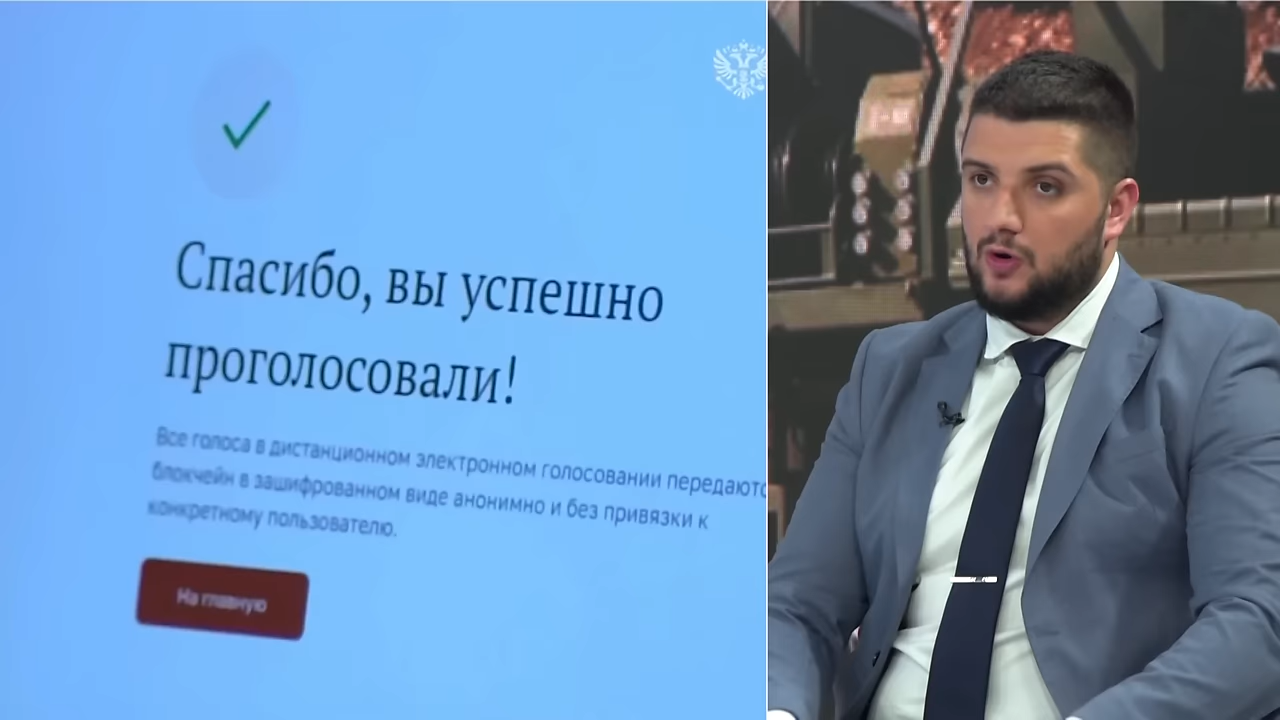 Спасибо, вы успешно
проголосовали!
Все голоса в дистанционном электронном голосовании передаютс
блокчейн в зашифрованном виде анонимно и без привязки к
конкретному пользователю.
На главную